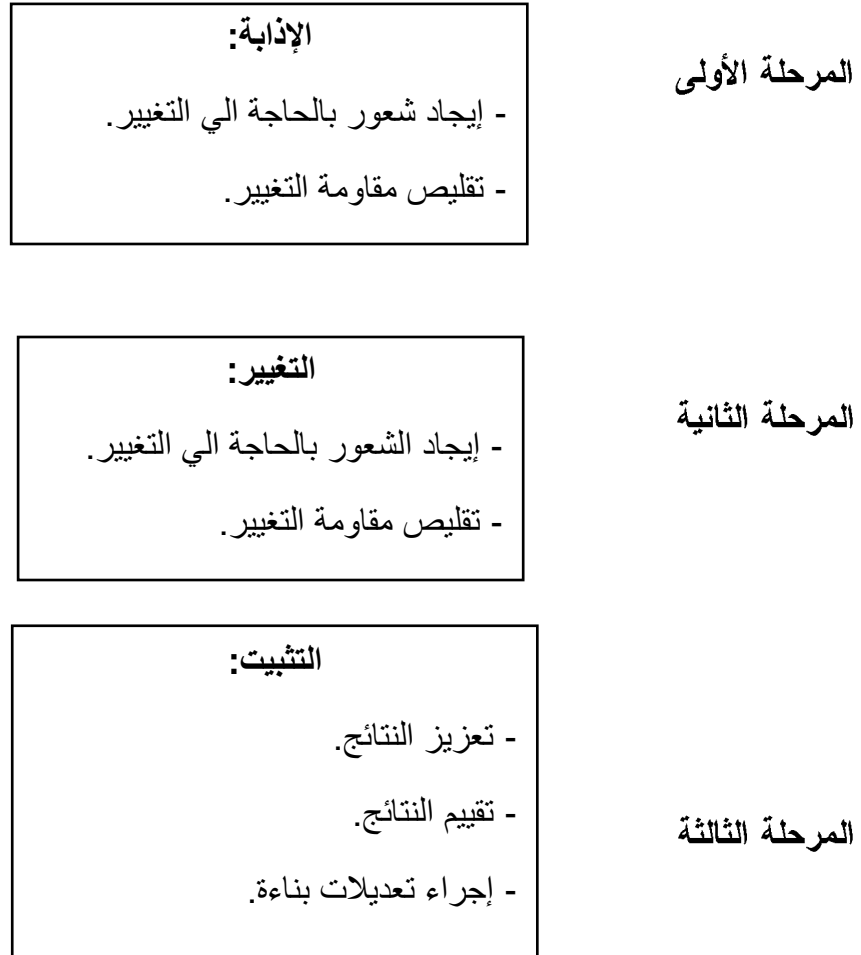 المرحلة الأولى
الإذابة:
- إيجاد شعور بالحاجة الي التغيير.
- تقليص مقاومة التغيير.
المرحلة الثانية
التغيير:
- إيجاد الشعور بالحاجة الي التغيير.
- تقليص مقاومة التغيير.
المرحلة الثالثة
التثبيت:
- تعزيز النتائج.
- تقييم النتائج.
- إجراء تعديلات بناءة.